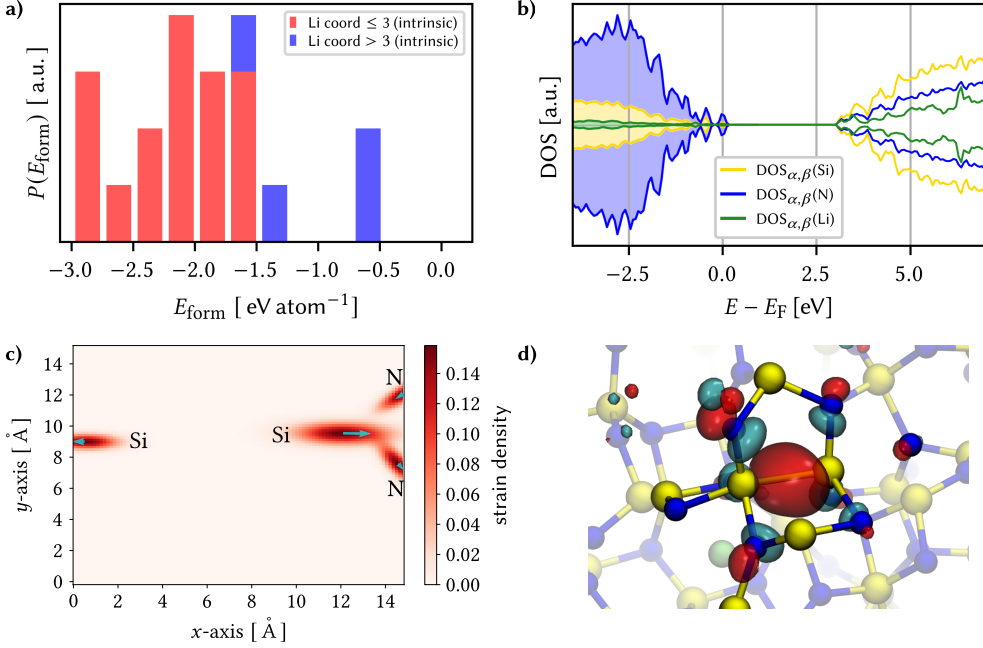 a)
P(E_form) [ a.u. ]
Li coord ≤ 3 (intrinsic)
Li coord > 3 (intrinsic)
−3.0 −2.5 −2.0 −1.5 −1.0 −0.5 0.0
E_form [ eV atom⁻¹ ]
b)
DOS [a.u.]
DOS_α,β(Si)
DOS_α,β(N)
DOS_α,β(Li)
−2.5 0.0 2.5 5.0
E − E_F [eV]
c)
14
12
10
8
6
4
2
0
y-axis [ Å ]
N
Si
Si
N
0 2 4 6 8 10 12 14
x-axis [ Å ]
0.14
0.12
0.10
0.08
0.06
0.04
0.02
0.00
strain density
d)